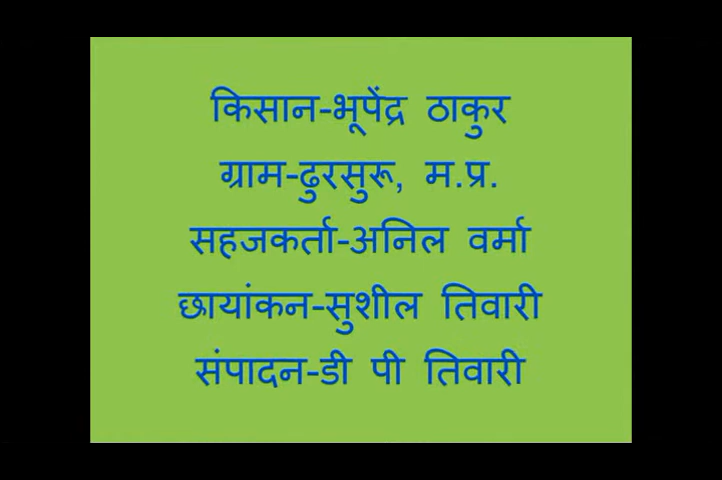 किसान-भूपेंद्र ठाकुर
ग्राम-ढुरसुरू, म.प्र.
सहजकर्ता-अनिल वर्मा
छायांकन-सुशील तिवारी
संपादन-डी पी तिवारी